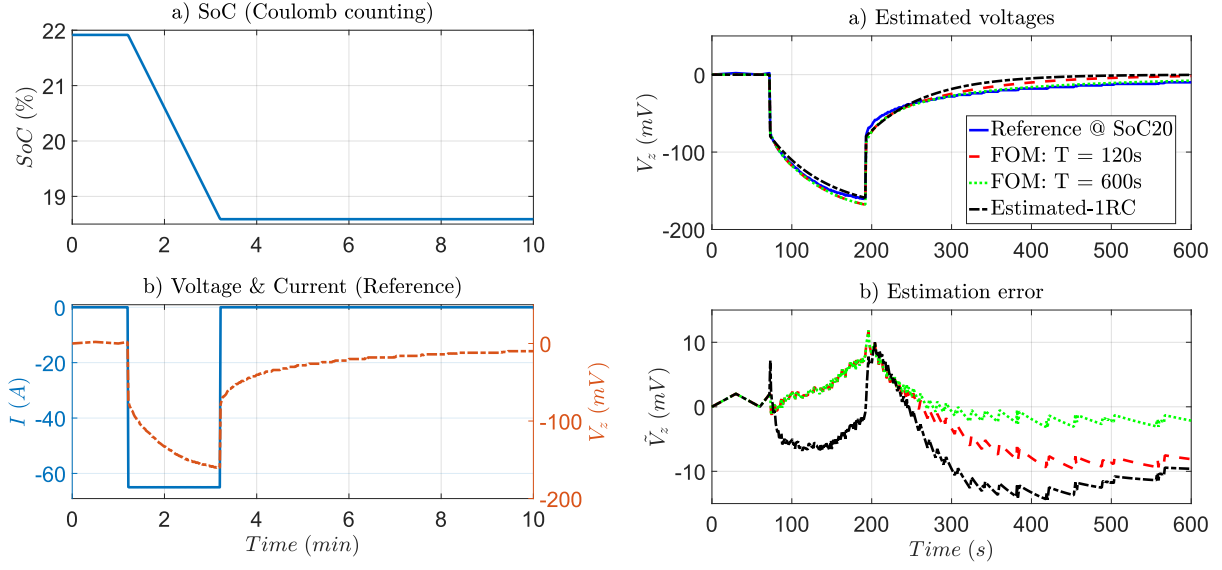 a) SoC (Coulomb counting)
22
21
20
19
SoC (%)
0 2 4 6 8 10
b) Voltage & Current (Reference)
0
-20
-40
-60
I (A)
0
-100
-200
V_z (mV)
0 2 4 6 8 10
Time (min)
a) Estimated voltages
0
-100
-200
V_z (mV)
Reference @ SoC20
FOM: T = 120s
FOM: T = 600s
Estimated-1RC
0 100 200 300 400 500 600
b) Estimation error
10
0
-10
Ṽ_z (mV)
0 100 200 300 400 500 600
Time (s)